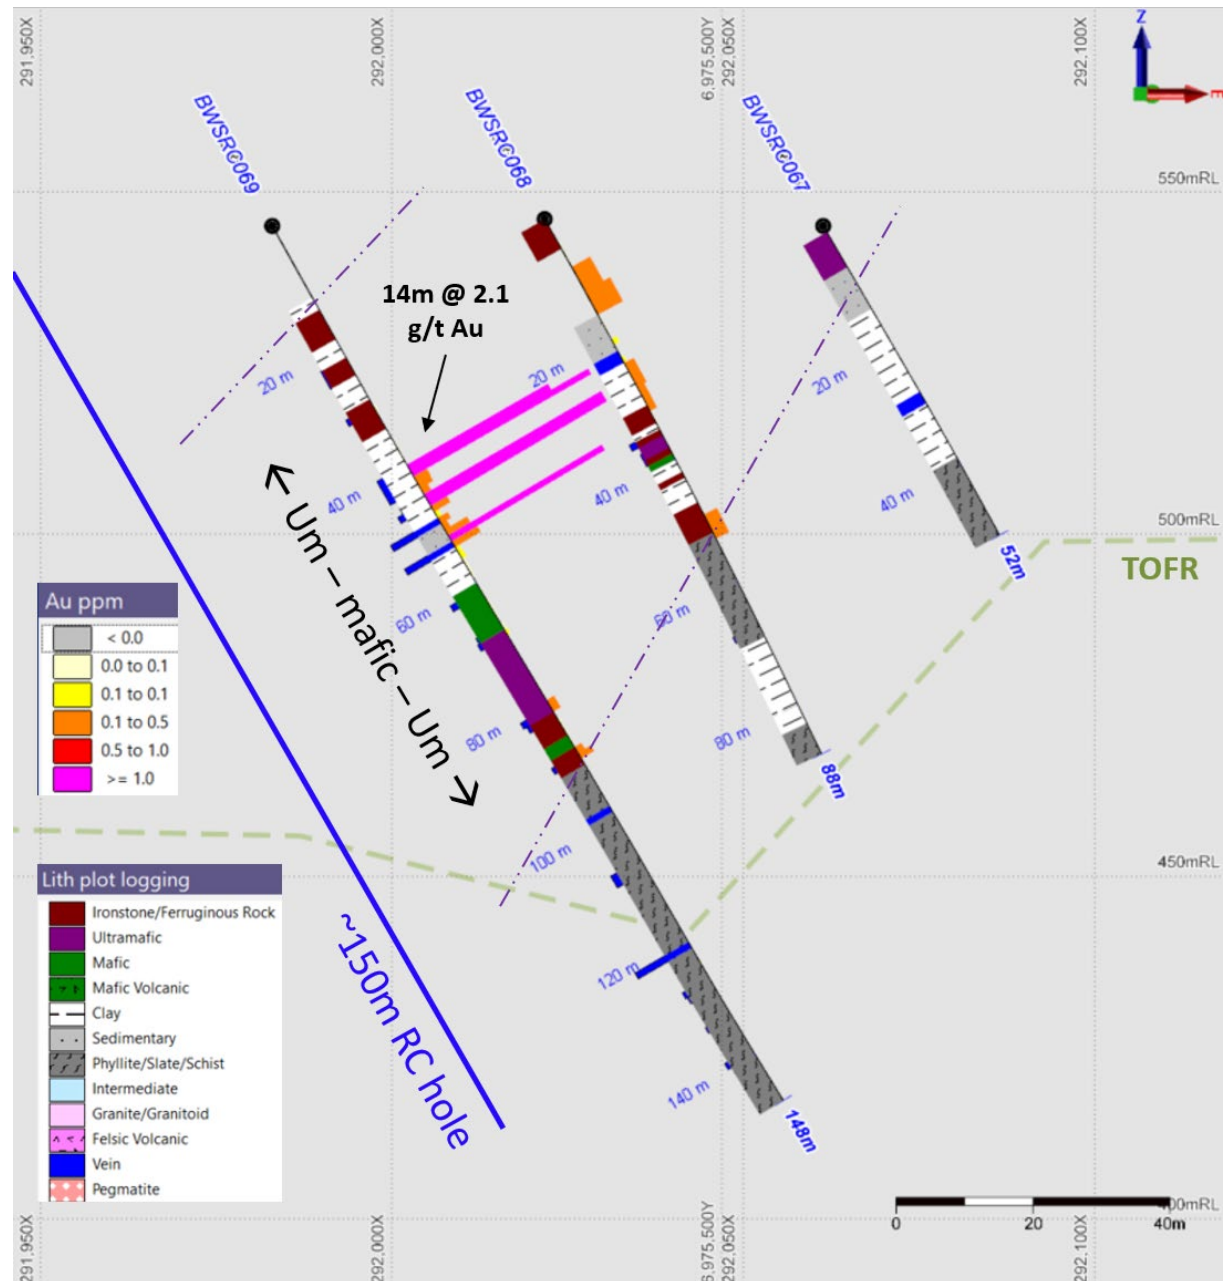 291,950X
292,000X
6,975,500Y
292,050X
292,100X
Z
E
BWSRC069
BWSRC068
BWSRC067
550mRL
14m @ 2.1
g/t Au
20 m
20 m
20 m
40 m
40 m
40 m
500mRL
TOFR
52m
← Um – mafic – Um →
60 m
60 m
Au ppm
< 0.0
0.0 to 0.1
0.1 to 0.1
0.1 to 0.5
0.5 to 1.0
>= 1.0
80 m
80 m
88m
100 m
450mRL
Lith plot logging
Ironstone/Ferruginous Rock
Ultramafic
Mafic
Mafic Volcanic
Clay
Sedimentary
Phyllite/Slate/Schist
Intermediate
Granite/Granitoid
Felsic Volcanic
Vein
Pegmatite
~150m RC hole
120 m
140 m
148m
400mRL
0 20 40m
291,950X
292,000X
6,975,500Y
292,050X
292,100X